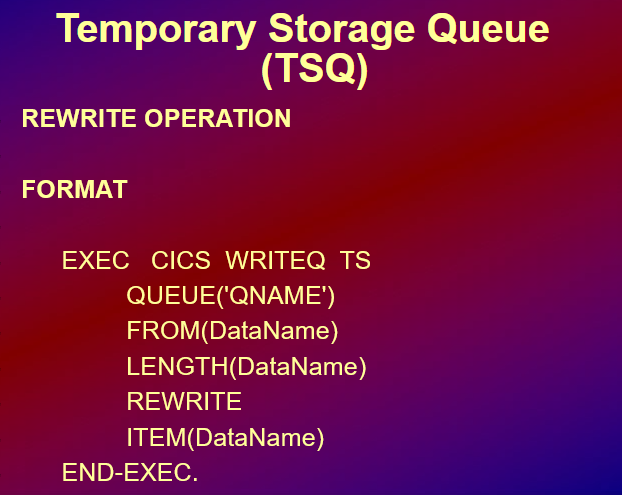 Temporary Storage Queue
(TSQ)
REWRITE OPERATION
FORMAT
EXEC CICS WRITEQ TS
QUEUE('QNAME')
FROM(DataName)
LENGTH(DataName)
REWRITE
ITEM(DataName)
END-EXEC.